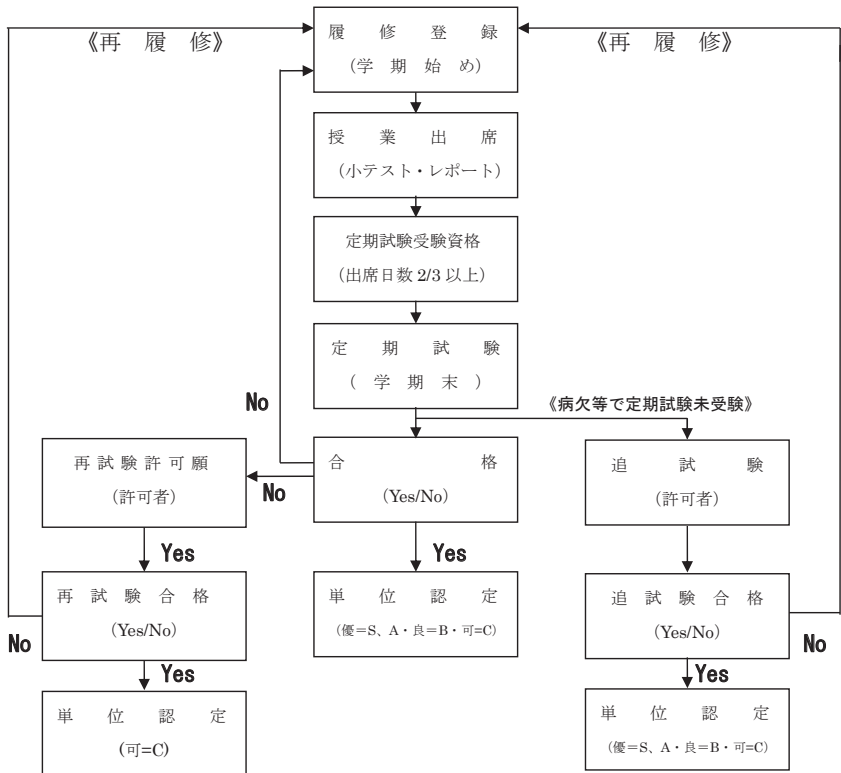 履修登録
(学期始め)
《再履修》
《再履修》
授業出席
(小テスト・レポート)
定期試験受験資格
(出席日数 2/3 以上)
定期試験
(学期末)
No
《病欠等で定期試験未受験》
再試験許可願
(許可者)
No
合格
(Yes/No)
追試験
(許可者)
Yes
Yes
再試験合格
(Yes/No)
No
単位認定
(優=S、A・良=B・可=C)
追試験合格
(Yes/No)
No
Yes
Yes
単位認定
(可=C)
単位認定
(優=S、A・良=B・可=C)